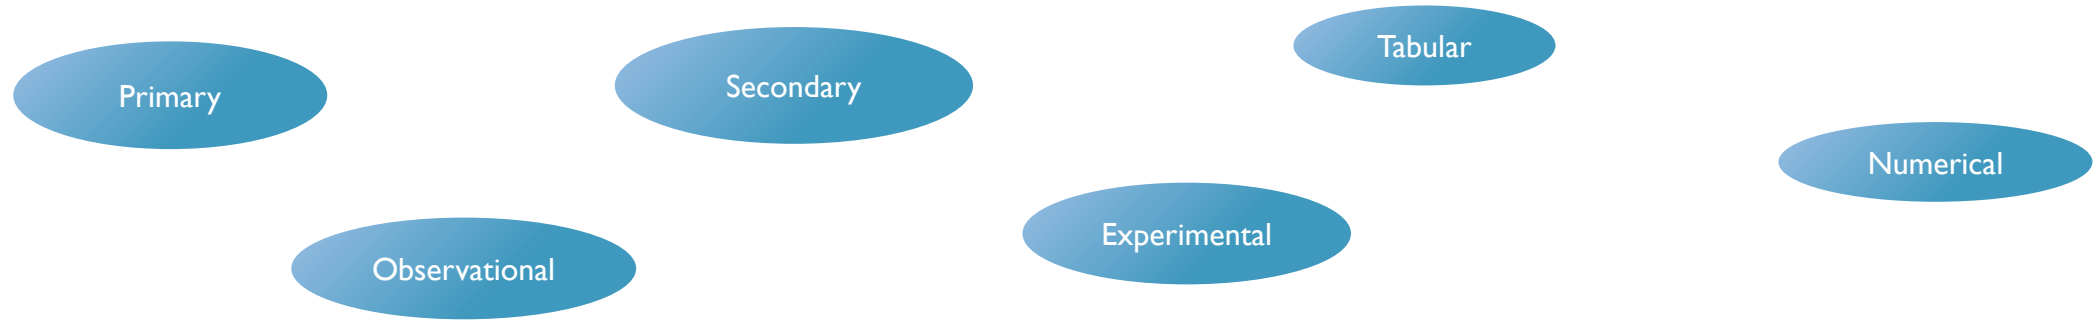 Primary
Secondary
Tabular
Numerical
Observational
Experimental